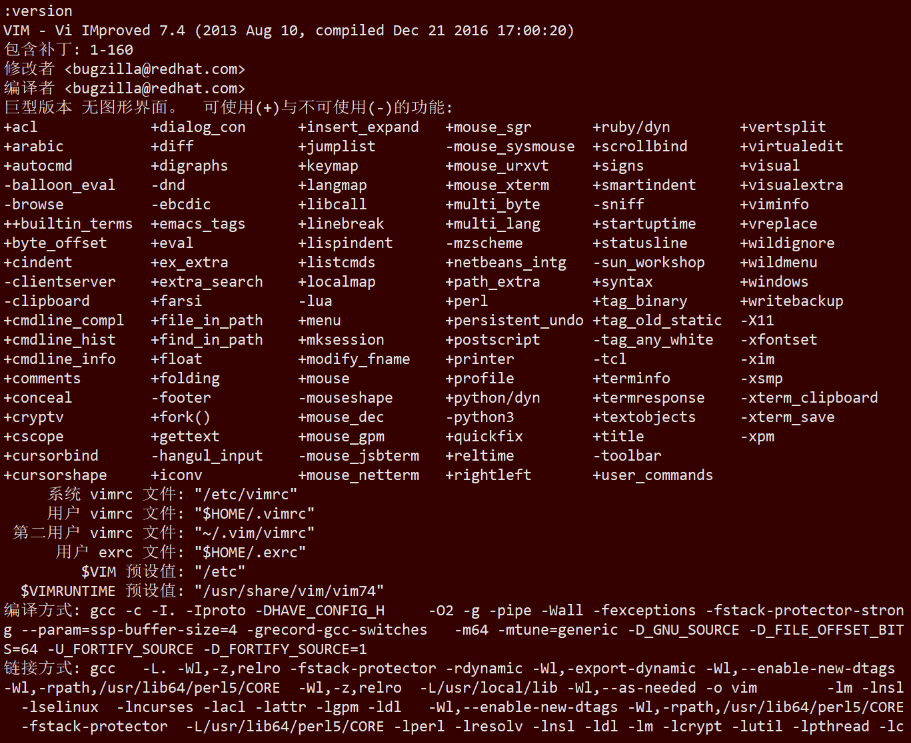 :version
VIM - Vi IMproved 7.4 (2013 Aug 10, compiled Dec 21 2016 17:00:20)
包含补丁: 1-160
修改者 <bugzilla@redhat.com>
编译者 <bugzilla@redhat.com>
巨型版本 无图形界面。  可使用(+)与不可使用(-)的功能:
+acl             +dialog_con      +insert_expand   +mouse_sgr       +ruby/dyn        +vertsplit
+arabic          +diff            +jumplist        -mouse_sysmouse  +scrollbind      +virtualedit
+autocmd         +digraphs        +keymap          +mouse_urxvt     +signs           +visual
-balloon_eval    -dnd             +langmap         +mouse_xterm     +smartindent     +visualextra
-browse          -ebcdic          +libcall         +multi_byte      -sniff           +viminfo
++builtin_terms  +emacs_tags      +linebreak       +multi_lang      +startuptime     +vreplace
+byte_offset     +eval            +lispindent      -mzscheme        +statusline      +wildignore
+cindent         +ex_extra        +listcmds        +netbeans_intg   -sun_workshop    +wildmenu
-clientserver    +extra_search    +localmap        +path_extra      +syntax          +windows
-clipboard       +farsi           -lua             +perl            +tag_binary      +writebackup
+cmdline_compl   +file_in_path    +menu            +persistent_undo +tag_old_static  -X11
+cmdline_hist    +find_in_path    +mksession       +postscript      -tag_any_white   -xfontset
+cmdline_info    +float           +modify_fname    +printer         -tcl             -xim
+comments        +folding         +mouse           +profile         +terminfo        -xsmp
+conceal         -footer          -mouseshape      +python/dyn      +termresponse    -xterm_clipboard
+cryptv          +fork()          +mouse_dec       -python3         +textobjects     -xterm_save
+cscope          +gettext         +mouse_gpm       +quickfix        +title           -xpm
+cursorbind      -hangul_input    -mouse_jsbterm   +reltime         -toolbar
+cursorshape     +iconv           +mouse_netterm   +rightleft       +user_commands
系统 vimrc 文件: "/etc/vimrc"
用户 vimrc 文件: "$HOME/.vimrc"
第二用户 vimrc 文件: "~/.vim/vimrc"
用户 exrc 文件: "$HOME/.exrc"
$VIM 预设值: "/etc"
$VIMRUNTIME 预设值: "/usr/share/vim/vim74"
编译方式: gcc -c -I. -Iproto -DHAVE_CONFIG_H     -O2 -g -pipe -Wall -fexceptions -fstack-protector-stron
g --param=ssp-buffer-size=4 -grecord-gcc-switches   -m64 -mtune=generic -D_GNU_SOURCE -D_FILE_OFFSET_BIT
S=64 -U_FORTIFY_SOURCE -D_FORTIFY_SOURCE=1
链接方式: gcc   -L. -Wl,-z,relro -fstack-protector -rdynamic -Wl,-export-dynamic -Wl,--enable-new-dtags
-Wl,-rpath,/usr/lib64/perl5/CORE  -Wl,-z,relro  -L/usr/local/lib -Wl,--as-needed -o vim        -lm -lnsl
-lselinux  -lncurses -lacl -lattr -lgpm -ldl   -Wl,--enable-new-dtags -Wl,-rpath,/usr/lib64/perl5/CORE
-fstack-protector  -L/usr/lib64/perl5/CORE -lperl -lresolv -lnsl -ldl -lm -lcrypt -lutil -lpthread -lc